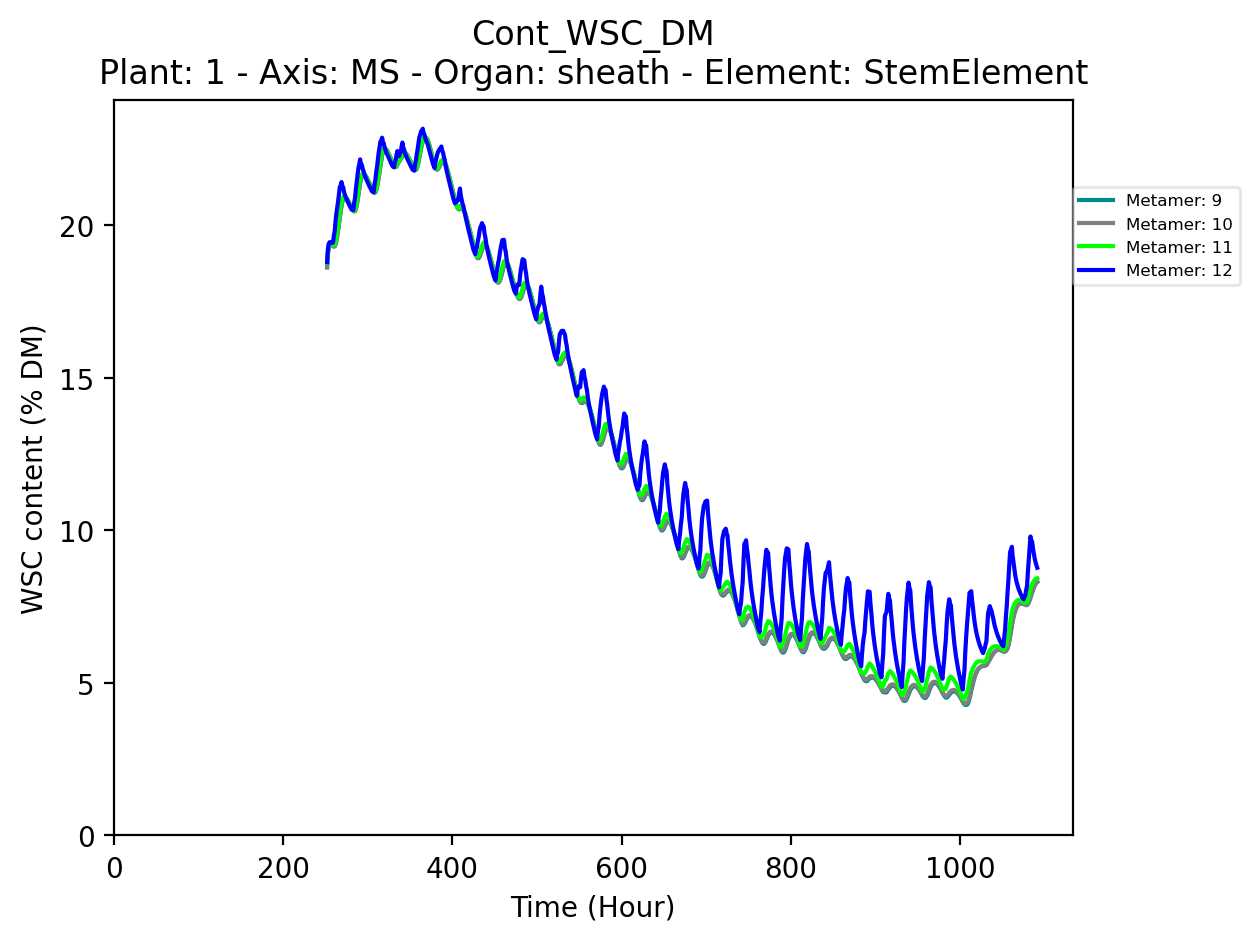 Cont_WSC_DM
Plant: 1 - Axis: MS - Organ: sheath - Element: StemElement
WSC content (% DM)
20
15
10
5
0
0 200 400 600 800 1000
Time (Hour)
Metamer: 9
Metamer: 10
Metamer: 11
Metamer: 12